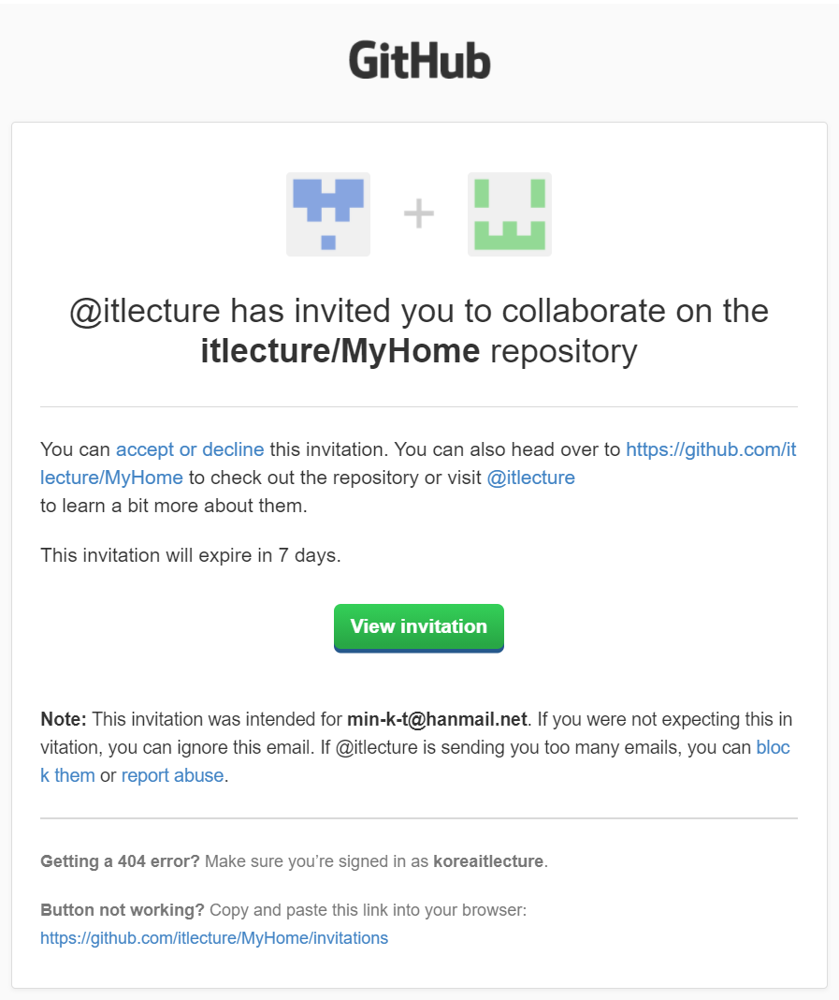 GitHub
@itlecture has invited you to collaborate on the
itlecture/MyHome repository
You can accept or decline this invitation. You can also head over to https://github.com/it
lecture/MyHome to check out the repository or visit @itlecture
to learn a bit more about them.
This invitation will expire in 7 days.
View invitation
Note: This invitation was intended for min-k-t@hanmail.net. If you were not expecting this in
vitation, you can ignore this email. If @itlecture is sending you too many emails, you can bloc
k them or report abuse.
Getting a 404 error? Make sure you’re signed in as koreaitlecture.
Button not working? Copy and paste this link into your browser:
https://github.com/itlecture/MyHome/invitations